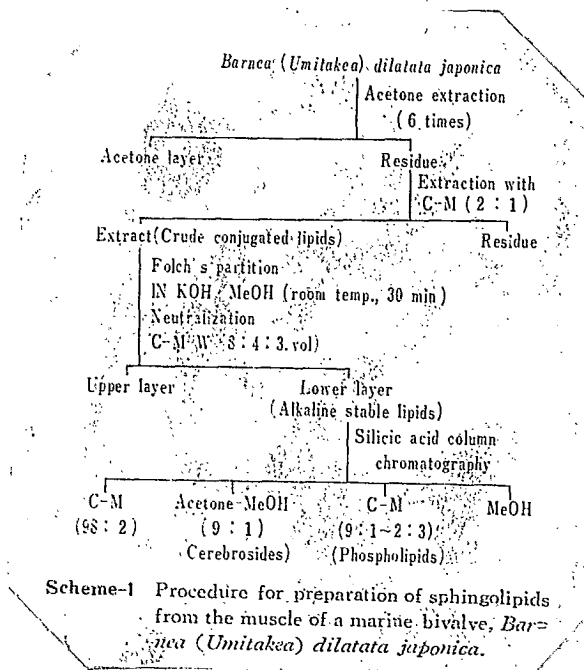 Barnea (Umitakea) dilatata japonica
Acetone extraction
(6 times)
Acetone layer Residue
Extraction with
C-M (2 : 1)
Extract (Crude conjugated lipids) Residue
Folch's partition
IN KOH MeOH (room temp., 30 min)
Neutralization
C-M-W 8 : 4 : 3. vol)
Upper layer Lower layer
(Alkaline stable lipids)
Silicic acid column
chromatography
C-M Acetone-MeOH C-M MeOH
(98 : 2) (9 : 1) (9 : 1~2 : 3)
(Cerebrosides) (Phospholipids)
Scheme-1 Procedure for preparation of sphingolipids
from the muscle of a marine bivalve, Bar=
nea (Umitakea) dilatata japonica.